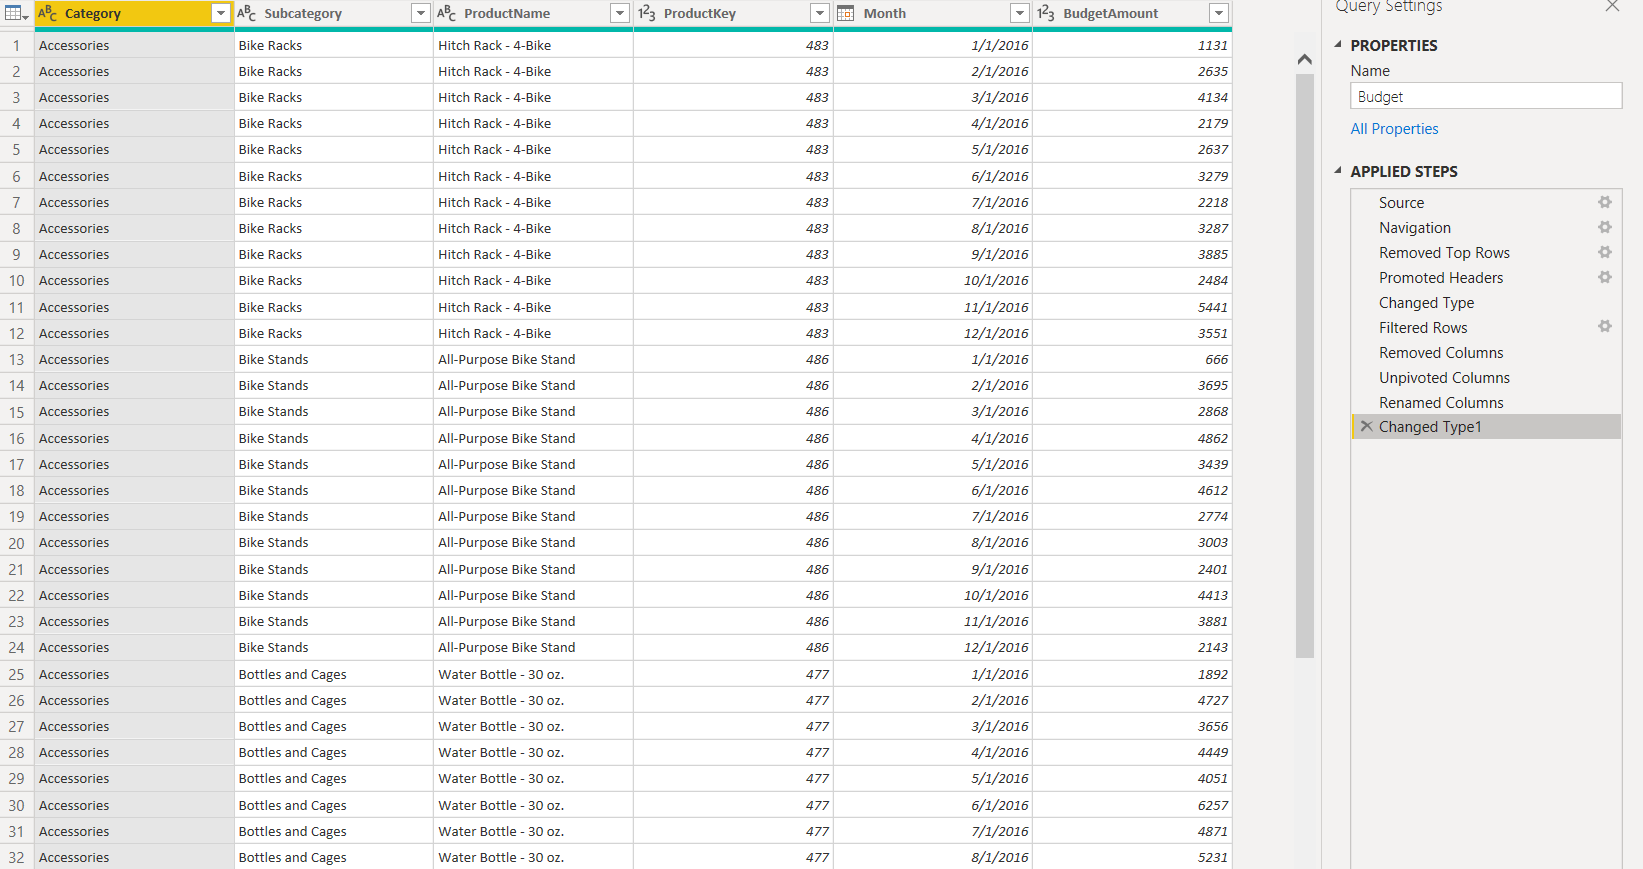 ABC Category ABC Subcategory ABC ProductName 123 ProductKey Month 123 BudgetAmount
1 Accessories Bike Racks Hitch Rack - 4-Bike 483 1/1/2016 1131
2 Accessories Bike Racks Hitch Rack - 4-Bike 483 2/1/2016 2635
3 Accessories Bike Racks Hitch Rack - 4-Bike 483 3/1/2016 4134
4 Accessories Bike Racks Hitch Rack - 4-Bike 483 4/1/2016 2179
5 Accessories Bike Racks Hitch Rack - 4-Bike 483 5/1/2016 2637
6 Accessories Bike Racks Hitch Rack - 4-Bike 483 6/1/2016 3279
7 Accessories Bike Racks Hitch Rack - 4-Bike 483 7/1/2016 2218
8 Accessories Bike Racks Hitch Rack - 4-Bike 483 8/1/2016 3287
9 Accessories Bike Racks Hitch Rack - 4-Bike 483 9/1/2016 3885
10 Accessories Bike Racks Hitch Rack - 4-Bike 483 10/1/2016 2484
11 Accessories Bike Racks Hitch Rack - 4-Bike 483 11/1/2016 5441
12 Accessories Bike Racks Hitch Rack - 4-Bike 483 12/1/2016 3551
13 Accessories Bike Stands All-Purpose Bike Stand 486 1/1/2016 666
14 Accessories Bike Stands All-Purpose Bike Stand 486 2/1/2016 3695
15 Accessories Bike Stands All-Purpose Bike Stand 486 3/1/2016 2868
16 Accessories Bike Stands All-Purpose Bike Stand 486 4/1/2016 4862
17 Accessories Bike Stands All-Purpose Bike Stand 486 5/1/2016 3439
18 Accessories Bike Stands All-Purpose Bike Stand 486 6/1/2016 4612
19 Accessories Bike Stands All-Purpose Bike Stand 486 7/1/2016 2774
20 Accessories Bike Stands All-Purpose Bike Stand 486 8/1/2016 3003
21 Accessories Bike Stands All-Purpose Bike Stand 486 9/1/2016 2401
22 Accessories Bike Stands All-Purpose Bike Stand 486 10/1/2016 4413
23 Accessories Bike Stands All-Purpose Bike Stand 486 11/1/2016 3881
24 Accessories Bike Stands All-Purpose Bike Stand 486 12/1/2016 2143
25 Accessories Bottles and Cages Water Bottle - 30 oz. 477 1/1/2016 1892
26 Accessories Bottles and Cages Water Bottle - 30 oz. 477 2/1/2016 4727
27 Accessories Bottles and Cages Water Bottle - 30 oz. 477 3/1/2016 3656
28 Accessories Bottles and Cages Water Bottle - 30 oz. 477 4/1/2016 4449
29 Accessories Bottles and Cages Water Bottle - 30 oz. 477 5/1/2016 4051
30 Accessories Bottles and Cages Water Bottle - 30 oz. 477 6/1/2016 6257
31 Accessories Bottles and Cages Water Bottle - 30 oz. 477 7/1/2016 4871
32 Accessories Bottles and Cages Water Bottle - 30 oz. 477 8/1/2016 5231
Query Settings
PROPERTIES
Name
Budget
All Properties
APPLIED STEPS
Source
Navigation
Removed Top Rows
Promoted Headers
Changed Type
Filtered Rows
Removed Columns
Unpivoted Columns
Renamed Columns
Changed Type1